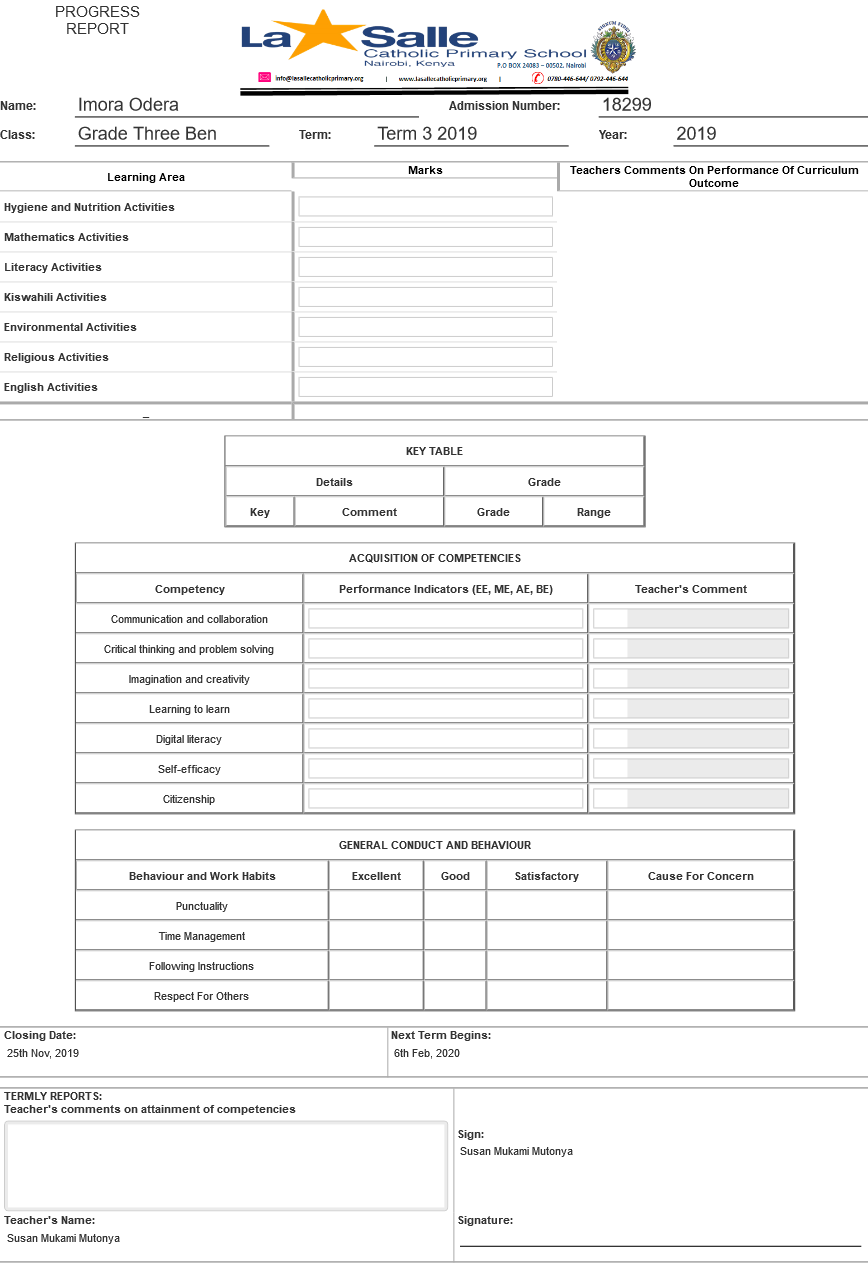 PROGRESS
REPORT
La Salle
Catholic Primary School
Nairobi, Kenya
P.O BOX 24083 – 00502, Nairobi
info@lasallecatholicprimary.org | www.lasallecatholicprimary.org | 0780-446-644/ 0792-446-644
Name: Imora Odera Admission Number: 18299
Class: Grade Three Ben Term: Term 3 2019 Year: 2019
Learning Area Marks Teachers Comments On Performance Of Curriculum
Outcome
Hygiene and Nutrition Activities
Mathematics Activities
Literacy Activities
Kiswahili Activities
Environmental Activities
Religious Activities
English Activities
KEY TABLE
Details Grade
Key Comment Grade Range
ACQUISITION OF COMPETENCIES
Competency Performance Indicators (EE, ME, AE, BE) Teacher's Comment
Communication and collaboration
Critical thinking and problem solving
Imagination and creativity
Learning to learn
Digital literacy
Self-efficacy
Citizenship
GENERAL CONDUCT AND BEHAVIOUR
Behaviour and Work Habits Excellent Good Satisfactory Cause For Concern
Punctuality
Time Management
Following Instructions
Respect For Others
Closing Date: Next Term Begins:
25th Nov, 2019 6th Feb, 2020
TERMLY REPORTS:
Teacher's comments on attainment of competencies
Sign:
Susan Mukami Mutonya
Teacher's Name: Signature:
Susan Mukami Mutonya